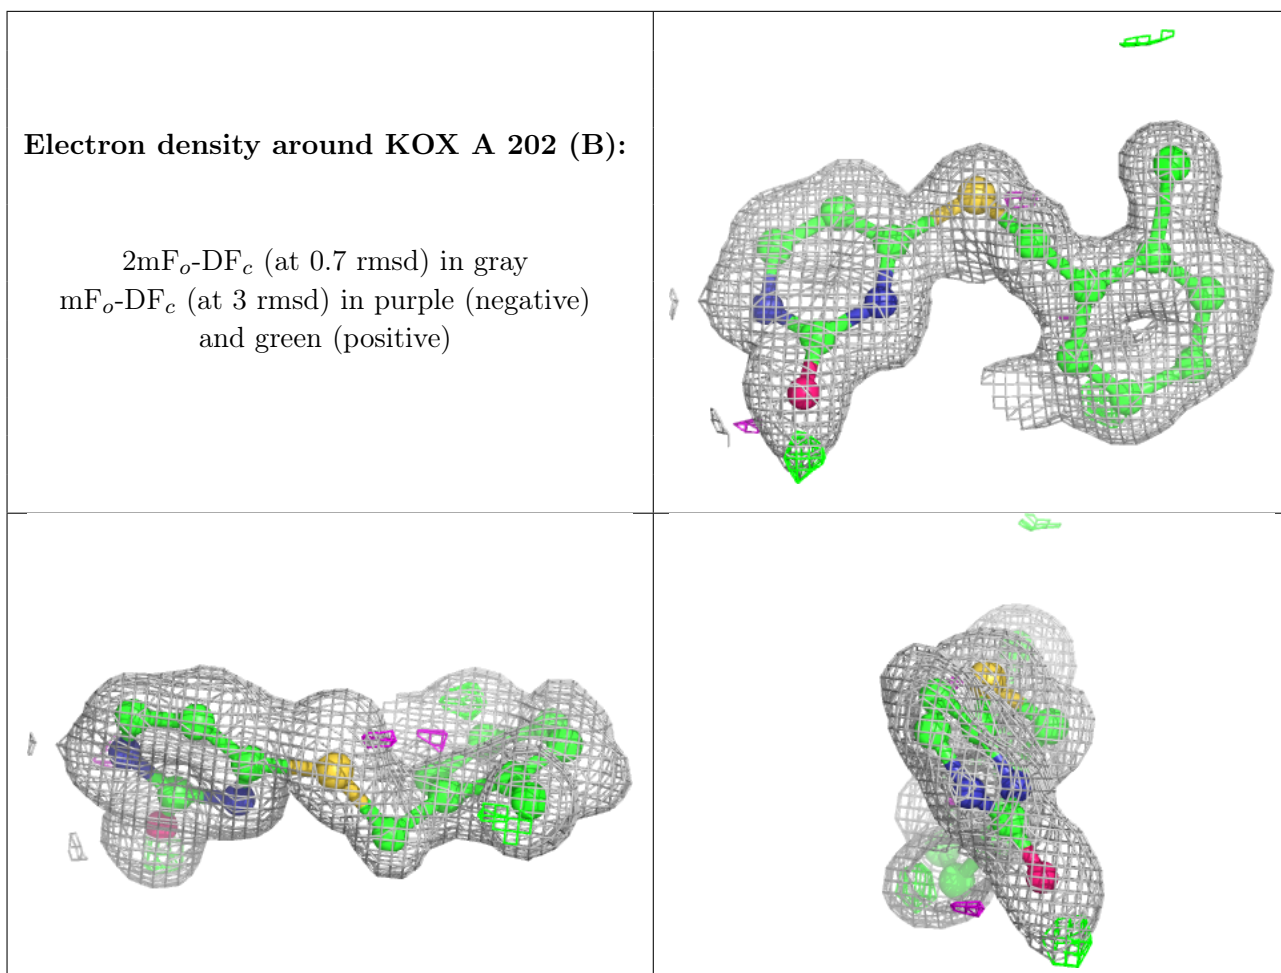 Electron density around KOX A 202 (B):
2mFo-DFc (at 0.7 rmsd) in gray
mFo-DFc (at 3 rmsd) in purple (negative)
and green (positive)